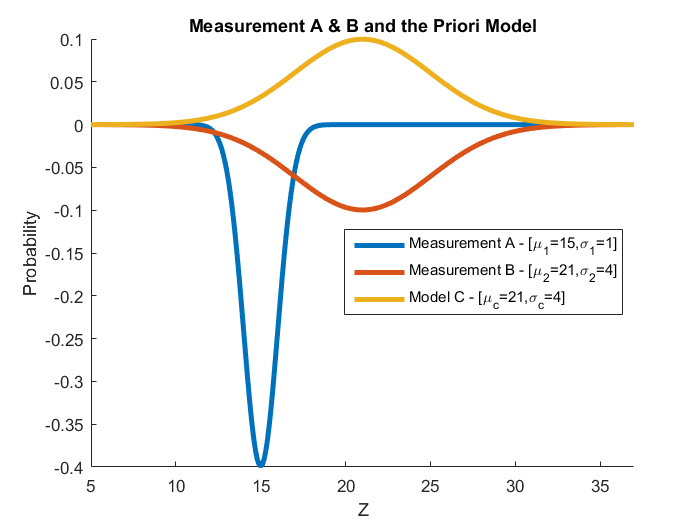 Measurement A & B and the Priori Model
0.1
0.05
0
-0.05
-0.1
-0.15
-0.2
-0.25
-0.3
-0.35
-0.4
Probability
Measurement A - [μ1=15,σ1=1]
Measurement B - [μ2=21,σ2=4]
Model C - [μc=21,σc=4]
5 10 15 20 25 30 35
Z